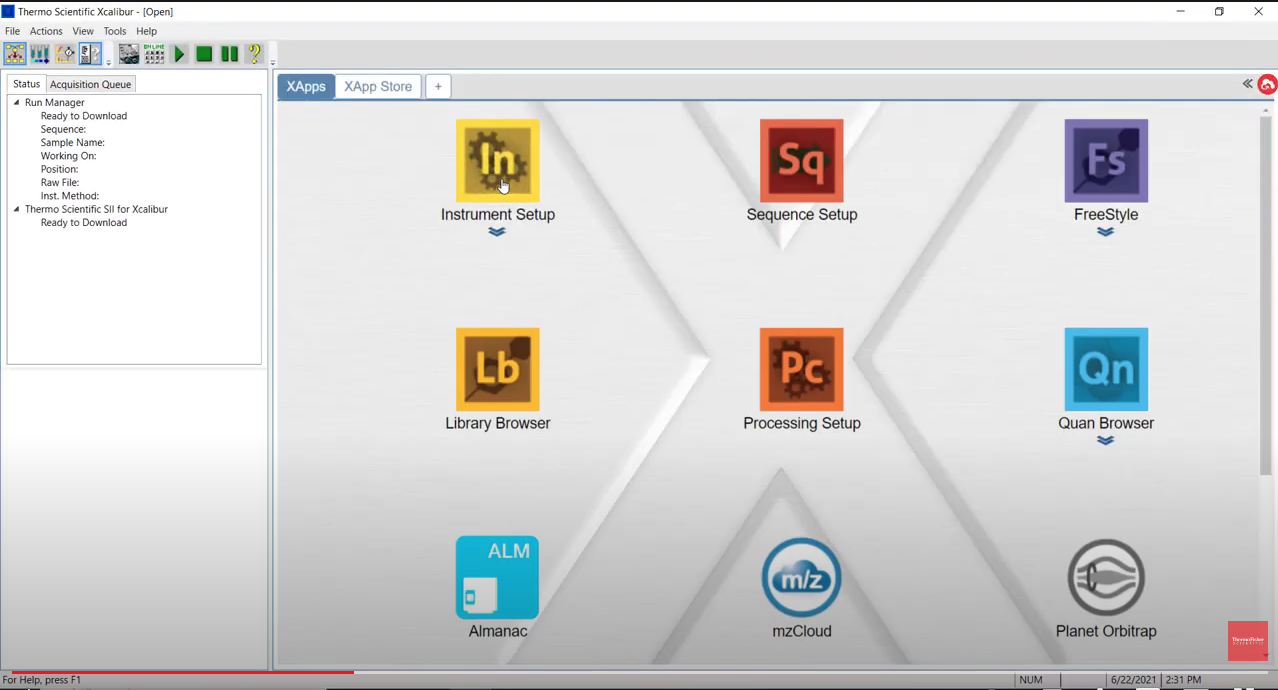 Thermo Scientific Xcalibur - [Open]
File Actions View Tools Help
ON LINE
Status Acquisition Queue
Run Manager
Ready to Download
Sequence:
Sample Name:
Working On:
Position:
Raw File:
Inst. Method:
Thermo Scientific SII for Xcalibur
Ready to Download
XApps XApp Store +
In Sq Fs
Instrument Setup Sequence Setup FreeStyle
Lb Pc Qn
Library Browser Processing Setup Quan Browser
ALM m/z
Almanac mzCloud Planet Orbitrap
ThermoFisher
SCIENTIFIC
For Help, press F1 NUM 6/22/2021 2:31 PM